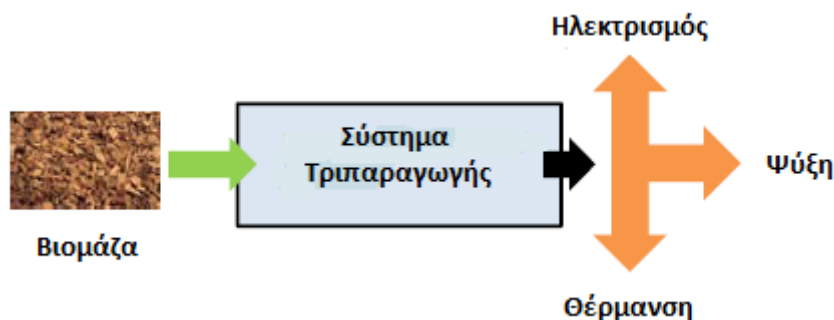 Ηλεκτρισμός
Σύστημα
Τριπαραγωγής
Ψύξη
Βιομάζα
Θέρμανση